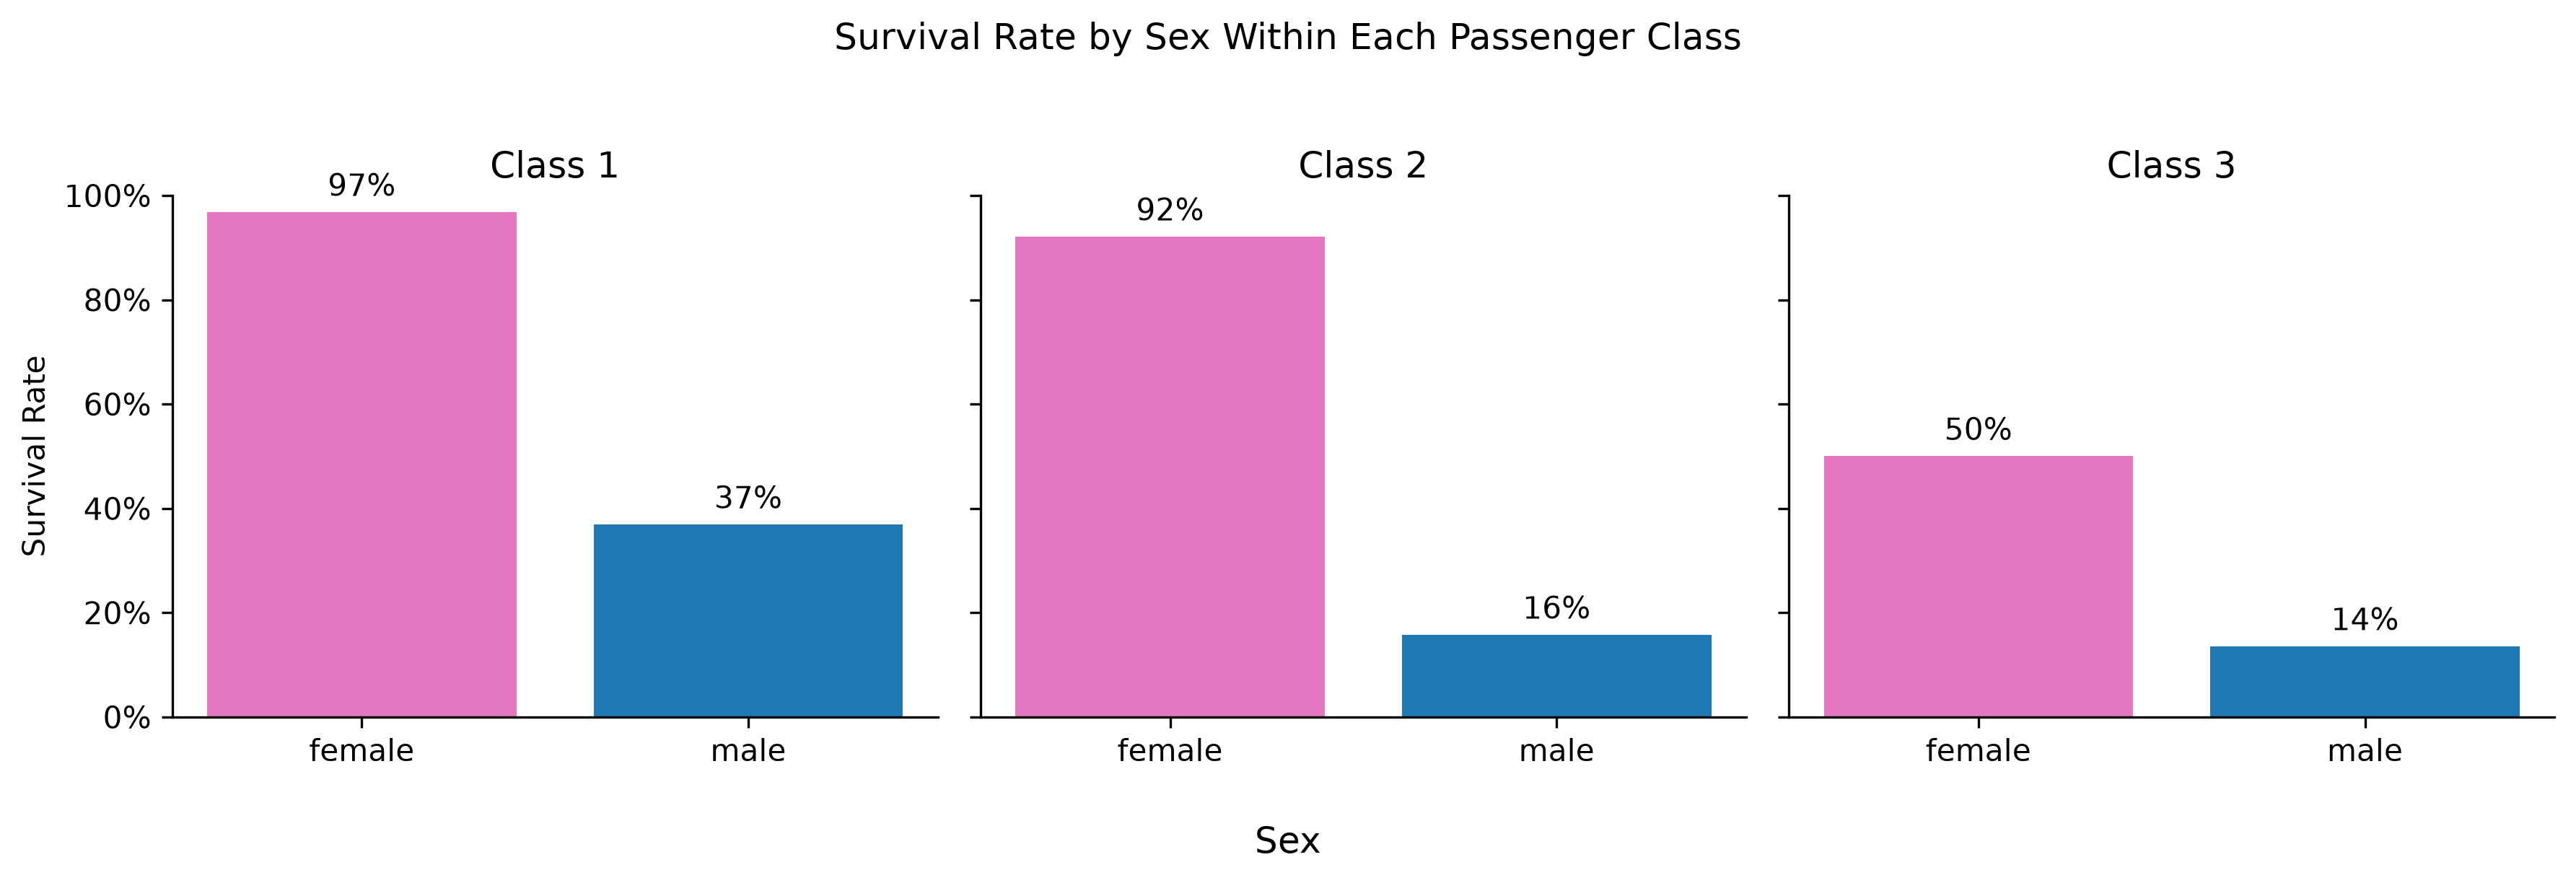 Survival Rate by Sex Within Each Passenger Class
Class 1
Class 2
Class 3
Survival Rate
100%
80%
60%
40%
20%
0%
97%
37%
92%
16%
50%
14%
female
male
female
male
female
male
Sex